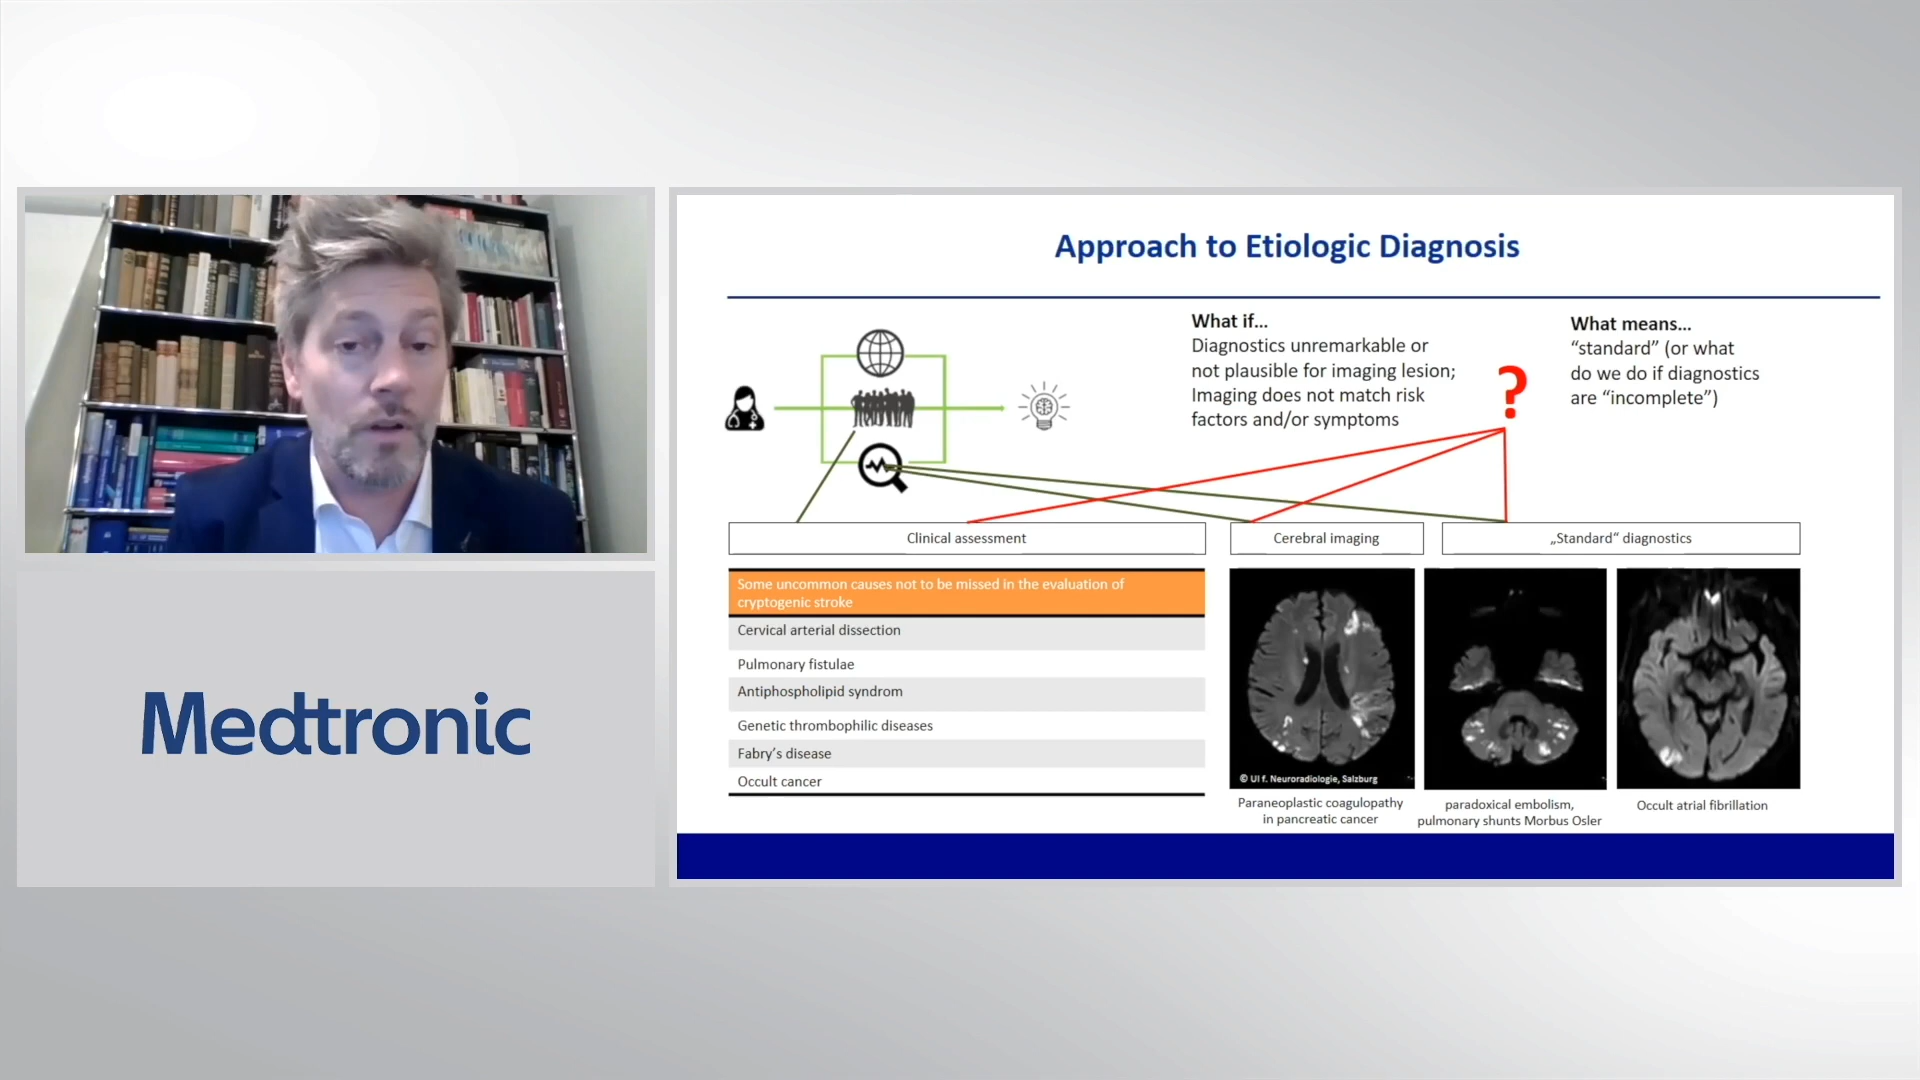 Medtronic
Approach to Etiologic Diagnosis
What if...
Diagnostics unremarkable or
not plausible for imaging lesion;
Imaging does not match risk
factors and/or symptoms
?
What means...
“standard” (or what
do we do if diagnostics
are “incomplete”)
Clinical assessment
Cerebral imaging
„Standard“ diagnostics
Some uncommon causes not to be missed in the evaluation of
cryptogenic stroke
Cervical arterial dissection
Pulmonary fistulae
Antiphospholipid syndrom
Genetic thrombophilic diseases
Fabry’s disease
Occult cancer
© UI f. Neuroradiologie, Salzburg
Paraneoplastic coagulopathy
in pancreatic cancer
paradoxical embolism,
pulmonary shunts Morbus Osler
Occult atrial fibrillation